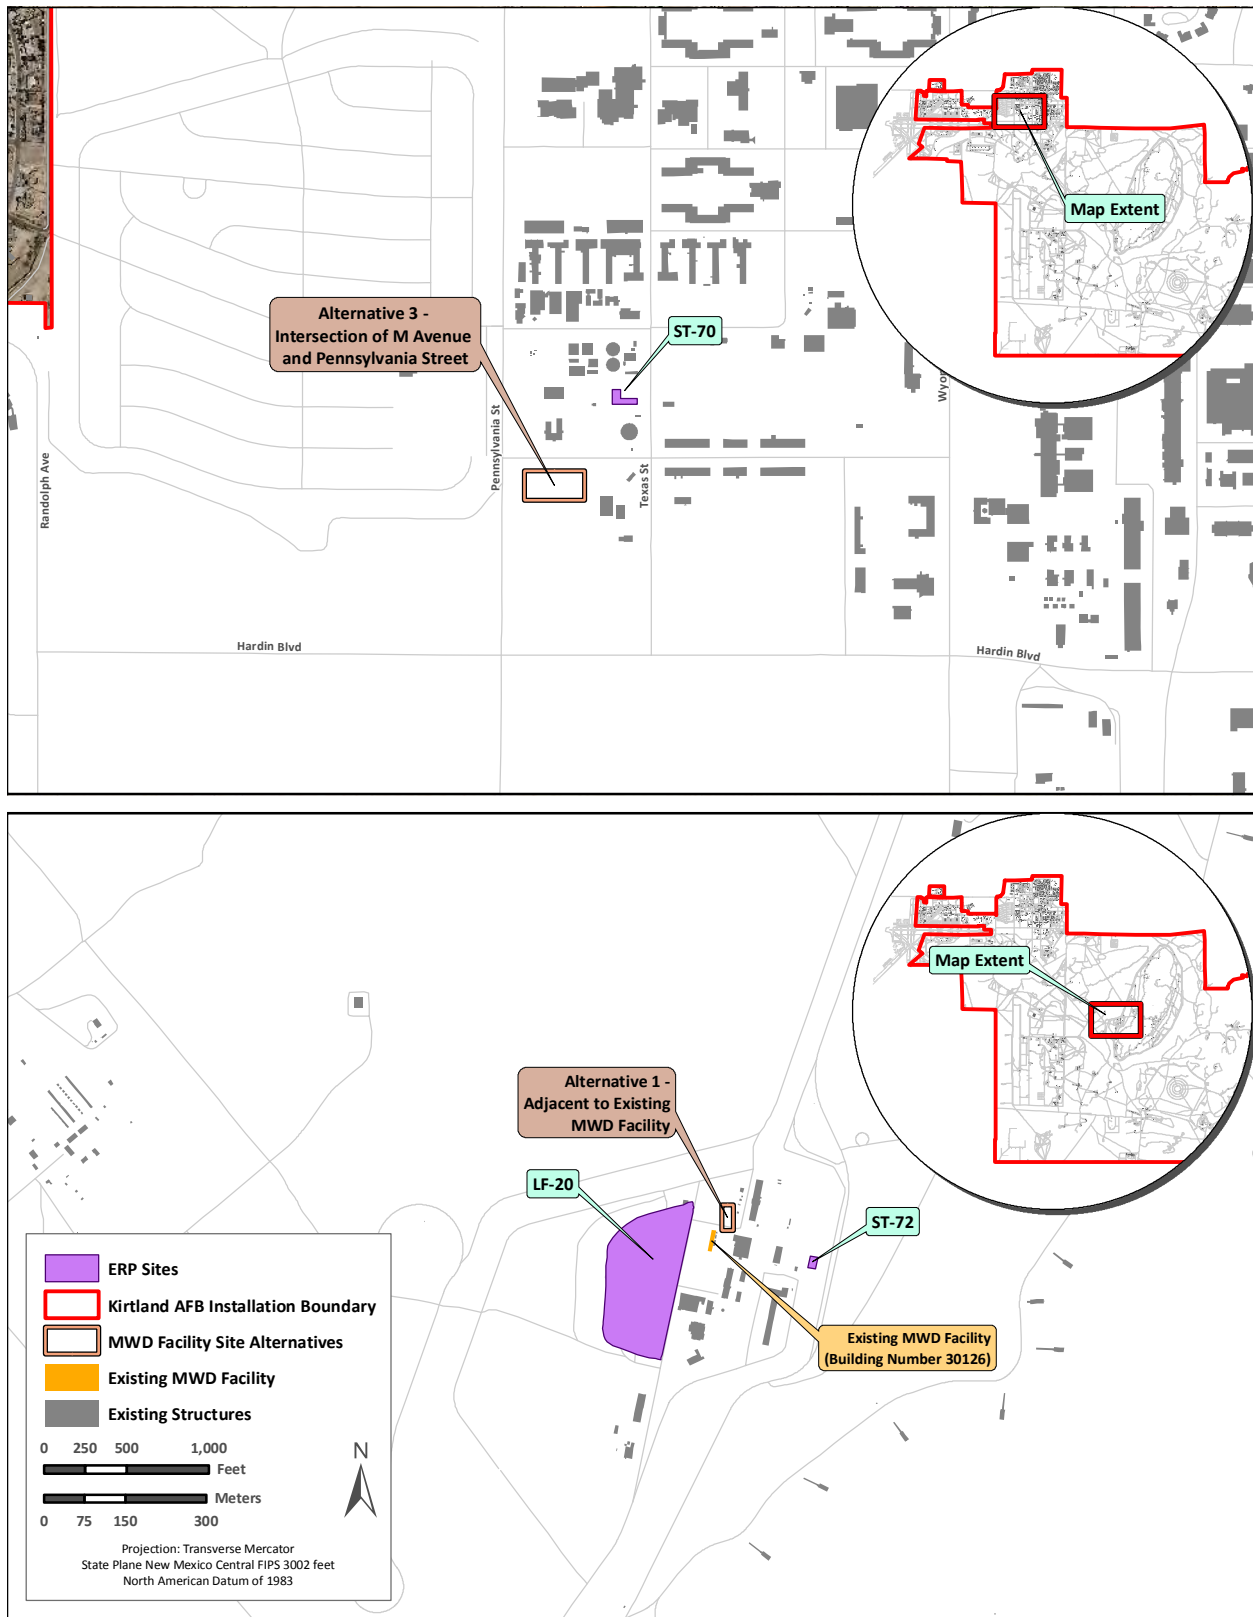 Map Extent
Alternative 3 -
Intersection of M Avenue
and Pennsylvania Street
ST-70
Randolph Ave
Pennsylvania St
Texas St
Wyom
Hardin Blvd
Hardin Blvd
Map Extent
Alternative 1 -
Adjacent to Existing
MWD Facility
LF-20
ST-72
Existing MWD Facility
(Building Number 30126)
ERP Sites
Kirtland AFB Installation Boundary
MWD Facility Site Alternatives
Existing MWD Facility
Existing Structures
0 250 500 1,000
Feet
Meters
0 75 150 300
N
Projection: Transverse Mercator
State Plane New Mexico Central FIPS 3002 feet
North American Datum of 1983